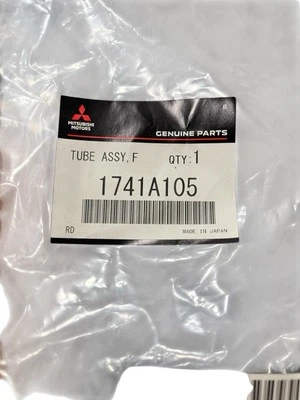 R
MITSUBISHI
MOTORS
GENUINE PARTS
TUBE ASSY, F QTY:1
1741A105
RD MADE IN JAPAN